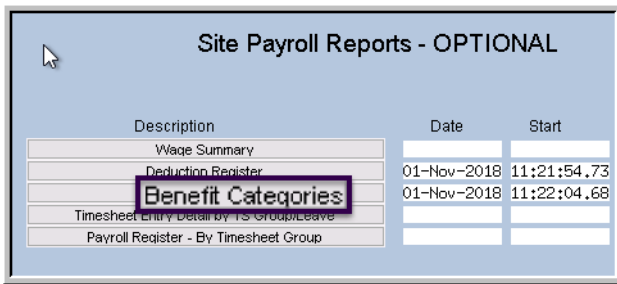 Site Payroll Reports - OPTIONAL
Description Date Start
Wage Summary
Deduction Register 01-Nov-2018 11:21:54.73
Benefit Categories 01-Nov-2018 11:22:04.68
Timesheet Entry Detail by TS Group/Leave
Payroll Register - By Timesheet Group